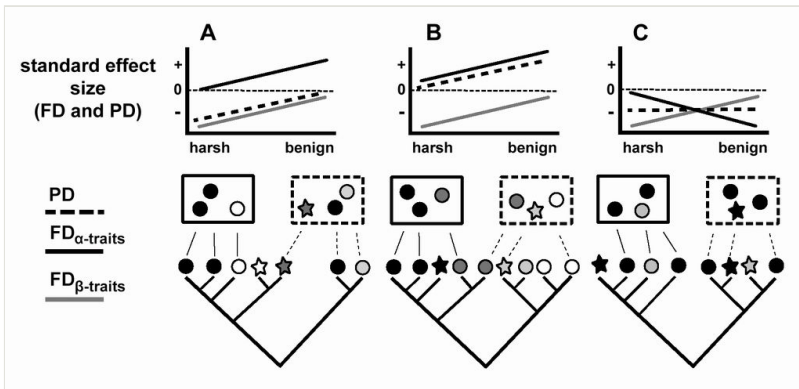 A
B
C
standard effect
size
(FD and PD)
+
0
-
harsh
benign
+
0
-
harsh
benign
+
0
-
harsh
benign
PD
FDα-traits
FDβ-traits